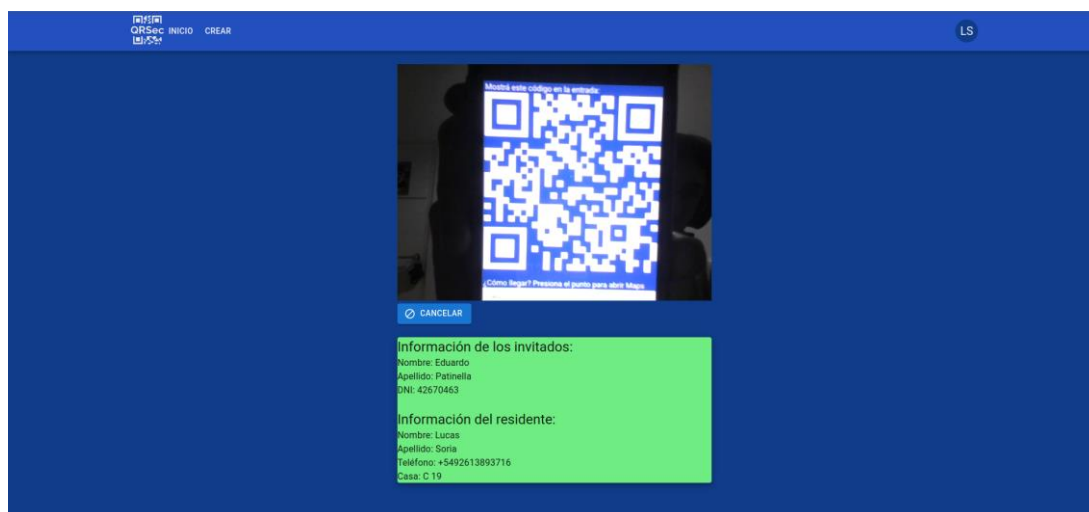 QRSec INICIO CREAR
LS
Mostrá este código en la entrada:
¿Cómo llegar? Presiona el punto para abrir Maps
CANCELAR
Información de los invitados:
Nombre: Eduardo
Apellido: Patinella
DNI: 42670463
Información del residente:
Nombre: Lucas
Apellido: Soria
Teléfono: +5492613893716
Casa: C 19